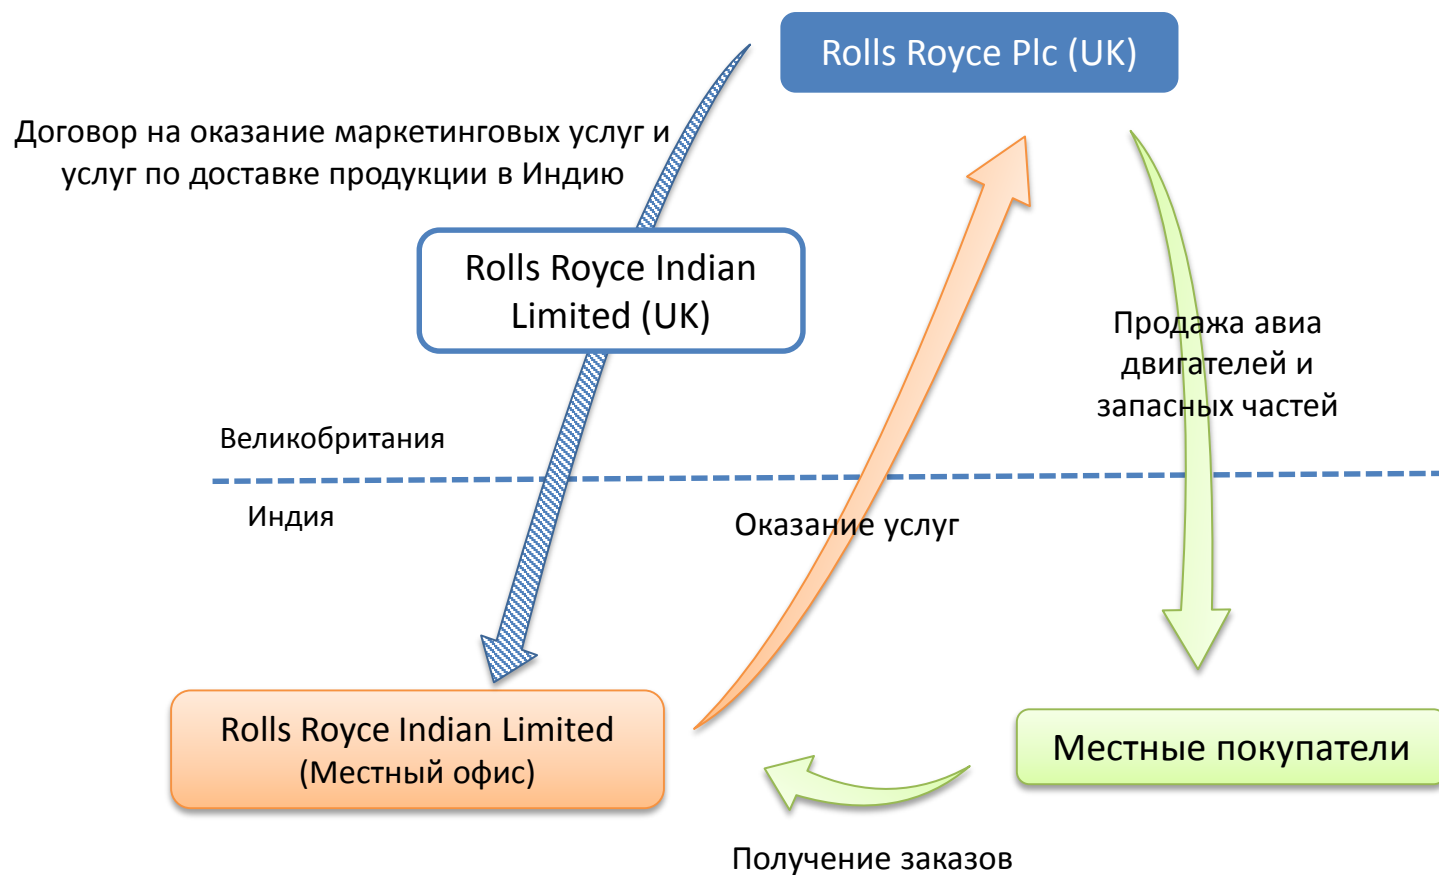 Rolls Royce Plc (UK)
Договор на оказание маркетинговых услуг и
услуг по доставке продукции в Индию
Rolls Royce Indian
Limited (UK)
Продажа авиа
двигателей и
запасных частей
Великобритания
Индия
Оказание услуг
Rolls Royce Indian Limited
(Местный офис)
Местные покупатели
Получение заказов